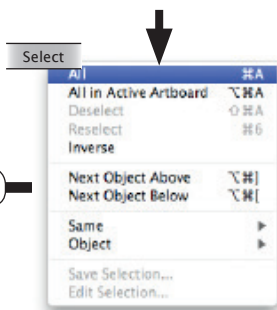 Select
All ⌘A
All in Active Artboard ⌥⌘A
Deselect ⇧⌘A
Reselect ⌘6
Inverse
Next Object Above ⌥⌘]
Next Object Below ⌥⌘[
Same ▶
Object ▶
Save Selection...
Edit Selection...